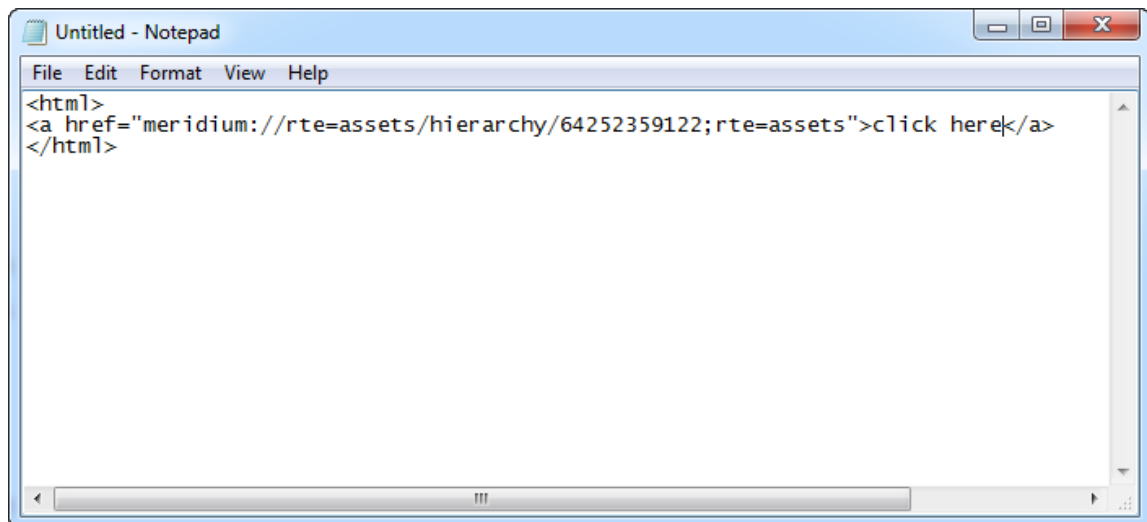 Untitled - Notepad
File Edit Format View Help
<html>
<a href="meridium://rte=assets/hierarchy/64252359122;rte=assets">click here</a>
</html>